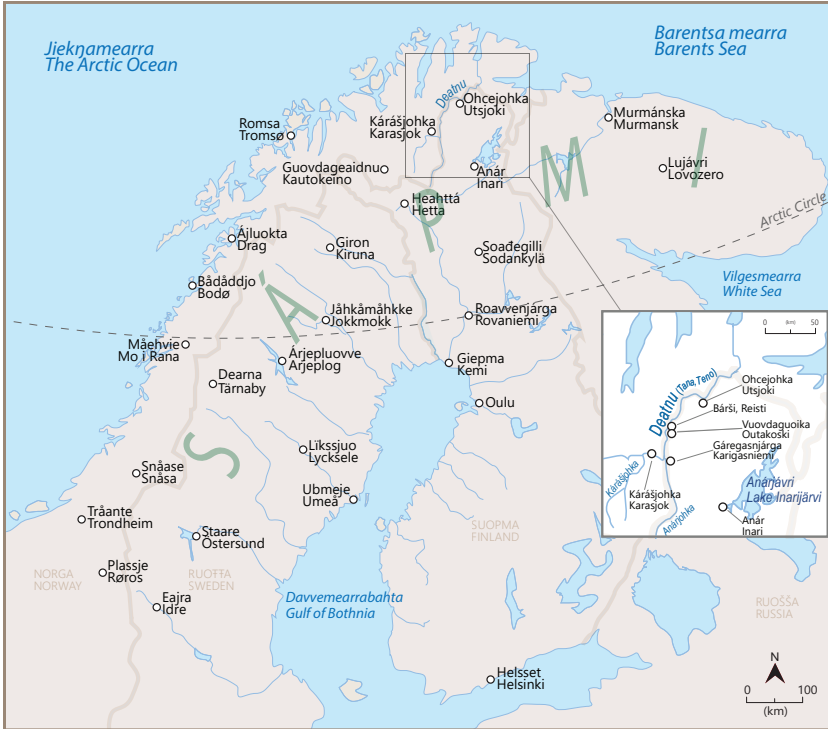 Jiekŋamearra
The Arctic Ocean
Barentsa mearra
Barents Sea
Deatnu
Ohcejohka
Utsjoki
Kárášjohka
Karasjok
Murmánska
Murmansk
Romsa
Tromsø
Guovdageaidnu
Kautokeino
Anár
Inari
Lujávri
Lovozero
S Á P M I
Heahttá
Hetta
Arctic Circle
Ájluokta
Drag
Giron
Kiruna
Soađegilli
Sodankylä
Vilgesmearra
White Sea
Bådåddjo
Bodø
Jåhkåmåhkke
Jokkmokk
Roavvenjárga
Rovaniemi
Måehvie
Mo i Rana
Árjepluovve
Arjeplog
Giepma
Kemi
Dearna
Tärnaby
Oulu
Likssjuo
Lycksele
Snåase
Snåsa
Ubmeje
Umeå
Tråante
Trondheim
Staare
Östersund
SUOPMA
FINLAND
Plassje
Røros
NORGA
NORWAY
RUOŦŦA
SWEDEN
Eajra
Idre
Davvemearrabahta
Gulf of Bothnia
RUOŠŠA
RUSSIA
Helsset
Helsinki
N
0 100
(km)
0 (km) 50
Deatnu (Tana, Teno)
Ohcejohka
Utsjoki
Bárši, Reisti
Vuovdaguoika
Outakoski
Gáregasnjárga
Karigasniemi
Kárášjohka
Kárášjohka
Karasjok
Anárjohka
Anárjávri
Lake Inarijärvi
Anár
Inari